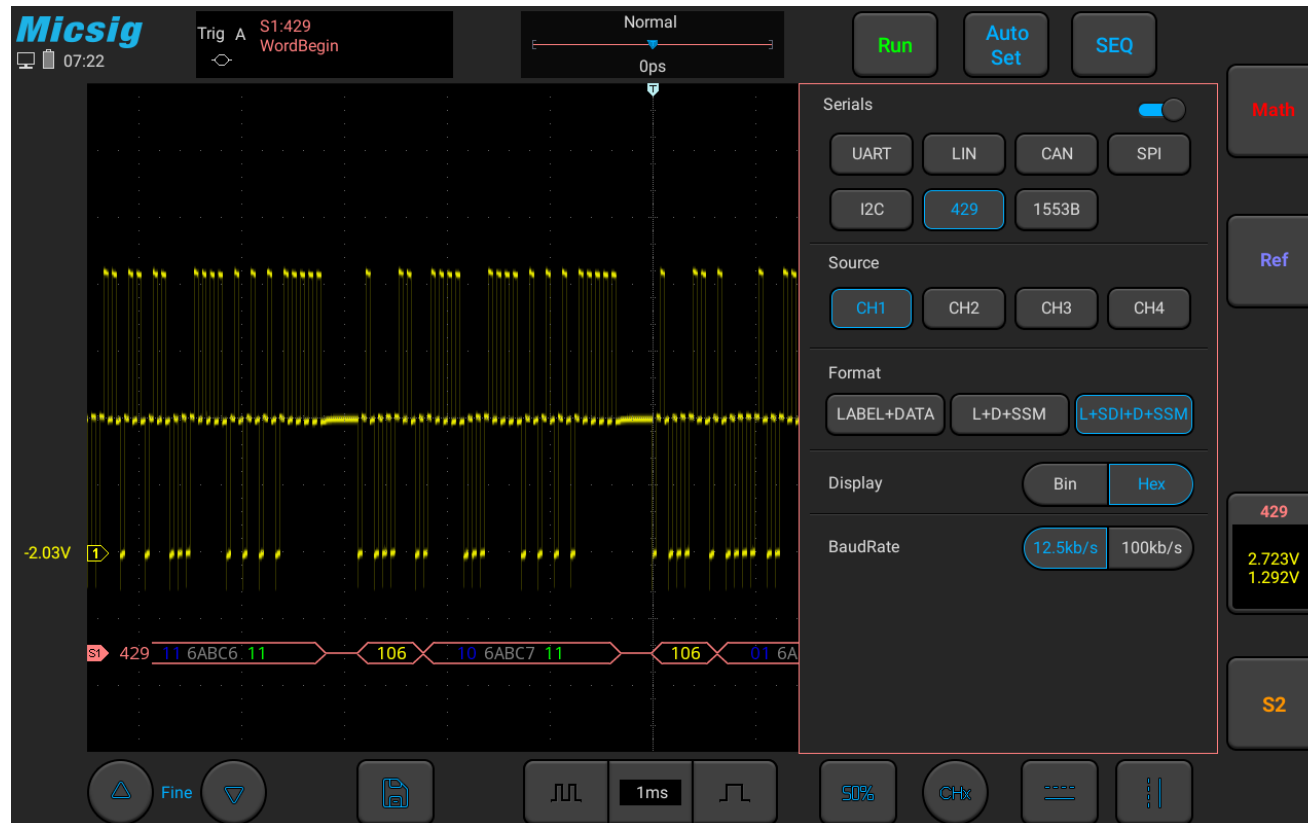 Micsig
07:22
Trig A S1:429
WordBegin
Normal
0ps
T
Run
Auto
Set
SEQ
Serials
UART LIN CAN SPI
I2C 429 1553B
Source
CH1 CH2 CH3 CH4
Format
LABEL+DATA L+D+SSM L+SDI+D+SSM
Display Bin Hex
BaudRate 12.5kb/s 100kb/s
Math
Ref
429
2.723V
1.292V
S2
-2.03V 1
S1 429 11 6ABC6 11 106 10 6ABC7 11 106 01 6A
Fine
1ms
50%
CHx